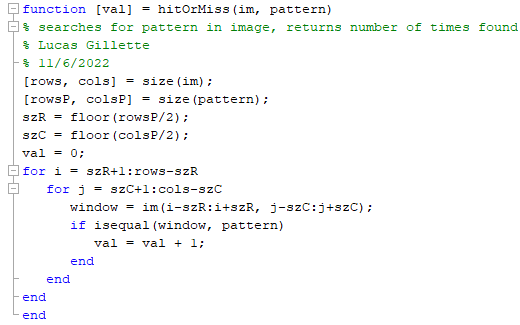 function [val] = hitOrMiss(im, pattern)
% searches for pattern in image, returns number of times found
% Lucas Gillette
% 11/6/2022
[rows, cols] = size(im);
[rowsP, colsP] = size(pattern);
szR = floor(rowsP/2);
szC = floor(colsP/2);
val = 0;
for i = szR+1:rows-szR
   for j = szC+1:cols-szC
      window = im(i-szR:i+szR, j-szC:j+szC);
      if isequal(window, pattern)
         val = val + 1;
      end
   end
end
end